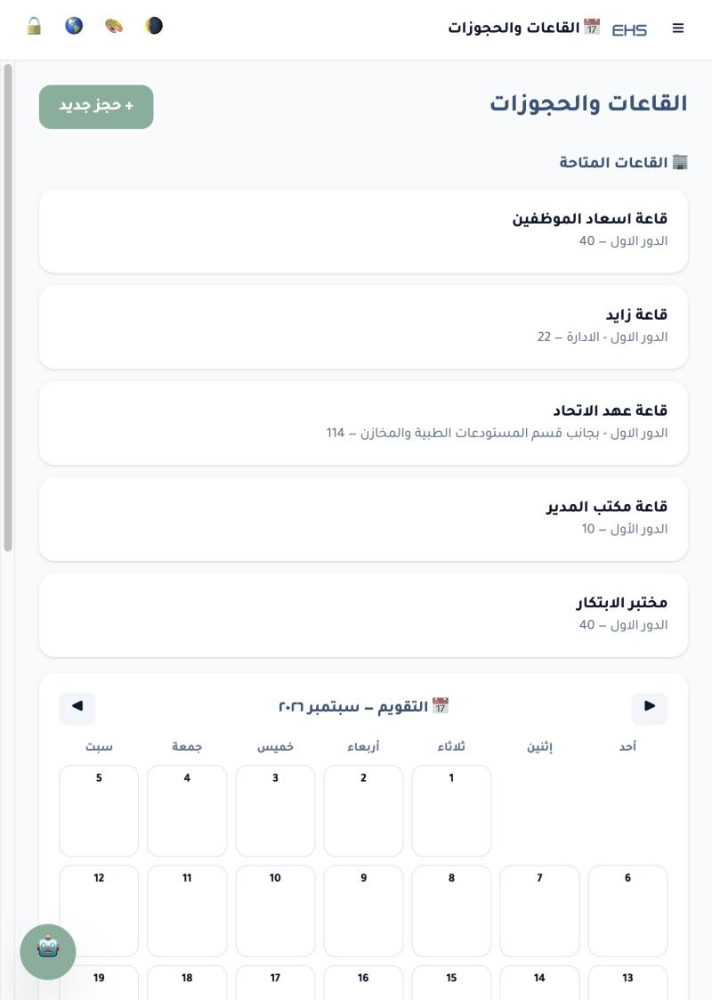 ☰ EHS 📅 القاعات والحجوزات 🌘 🎨 🌎 🔓
القاعات والحجوزات
+ حجز جديد
🏢 القاعات المتاحة
قاعة اسعاد الموظفين
الدور الاول – 40
قاعة زايد
الدور الاول - الادارة – 22
قاعة عهد الاتحاد
الدور الاول - بجانب قسم المستودعات الطبية والمخازن – 114
قاعة مكتب المدير
الدور الأول – 10
مختبر الابتكار
الدور الاول – 40
▶ 📅 التقويم – سبتمبر ٢٠٢٦ ◀
أحد إثنين ثلاثاء أربعاء خميس جمعة سبت
1 2 3 4 5
6 7 8 9 10 11 12
13 14 15 16 17 18 19